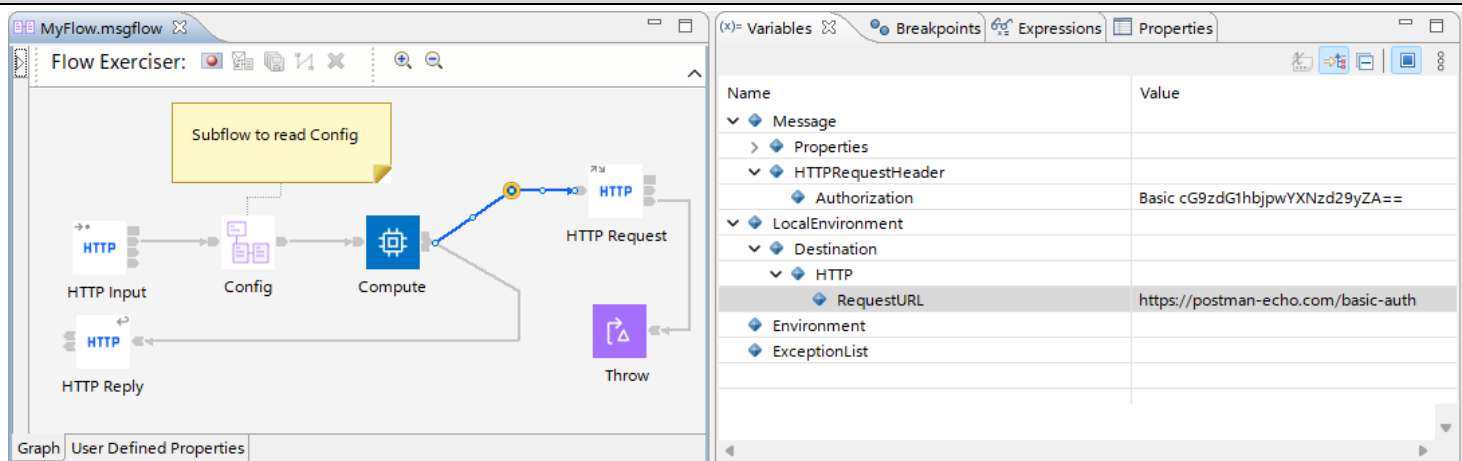 MyFlow.msgflow
Flow Exerciser:
Subflow to read Config
HTTP
HTTP Input
Config
Compute
HTTP
HTTP Request
HTTP
HTTP Reply
Throw
Graph User Defined Properties
(x)= Variables Breakpoints Expressions Properties
Name Value
Message
Properties
HTTPRequestHeader
Authorization Basic cG9zdG1hbjpwYXNzd29yZA==
LocalEnvironment
Destination
HTTP
RequestURL https://postman-echo.com/basic-auth
Environment
ExceptionList